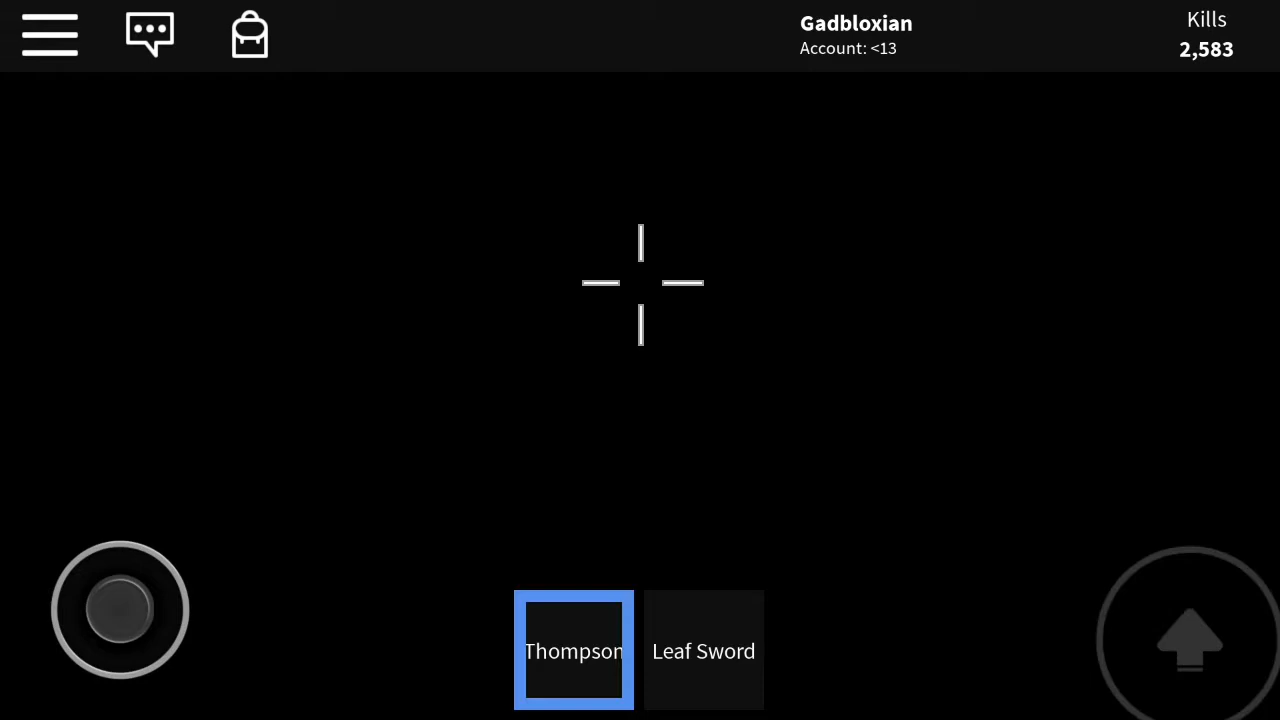 Gadbloxian
Account: <13
Kills
2,583
Thompson
Leaf Sword